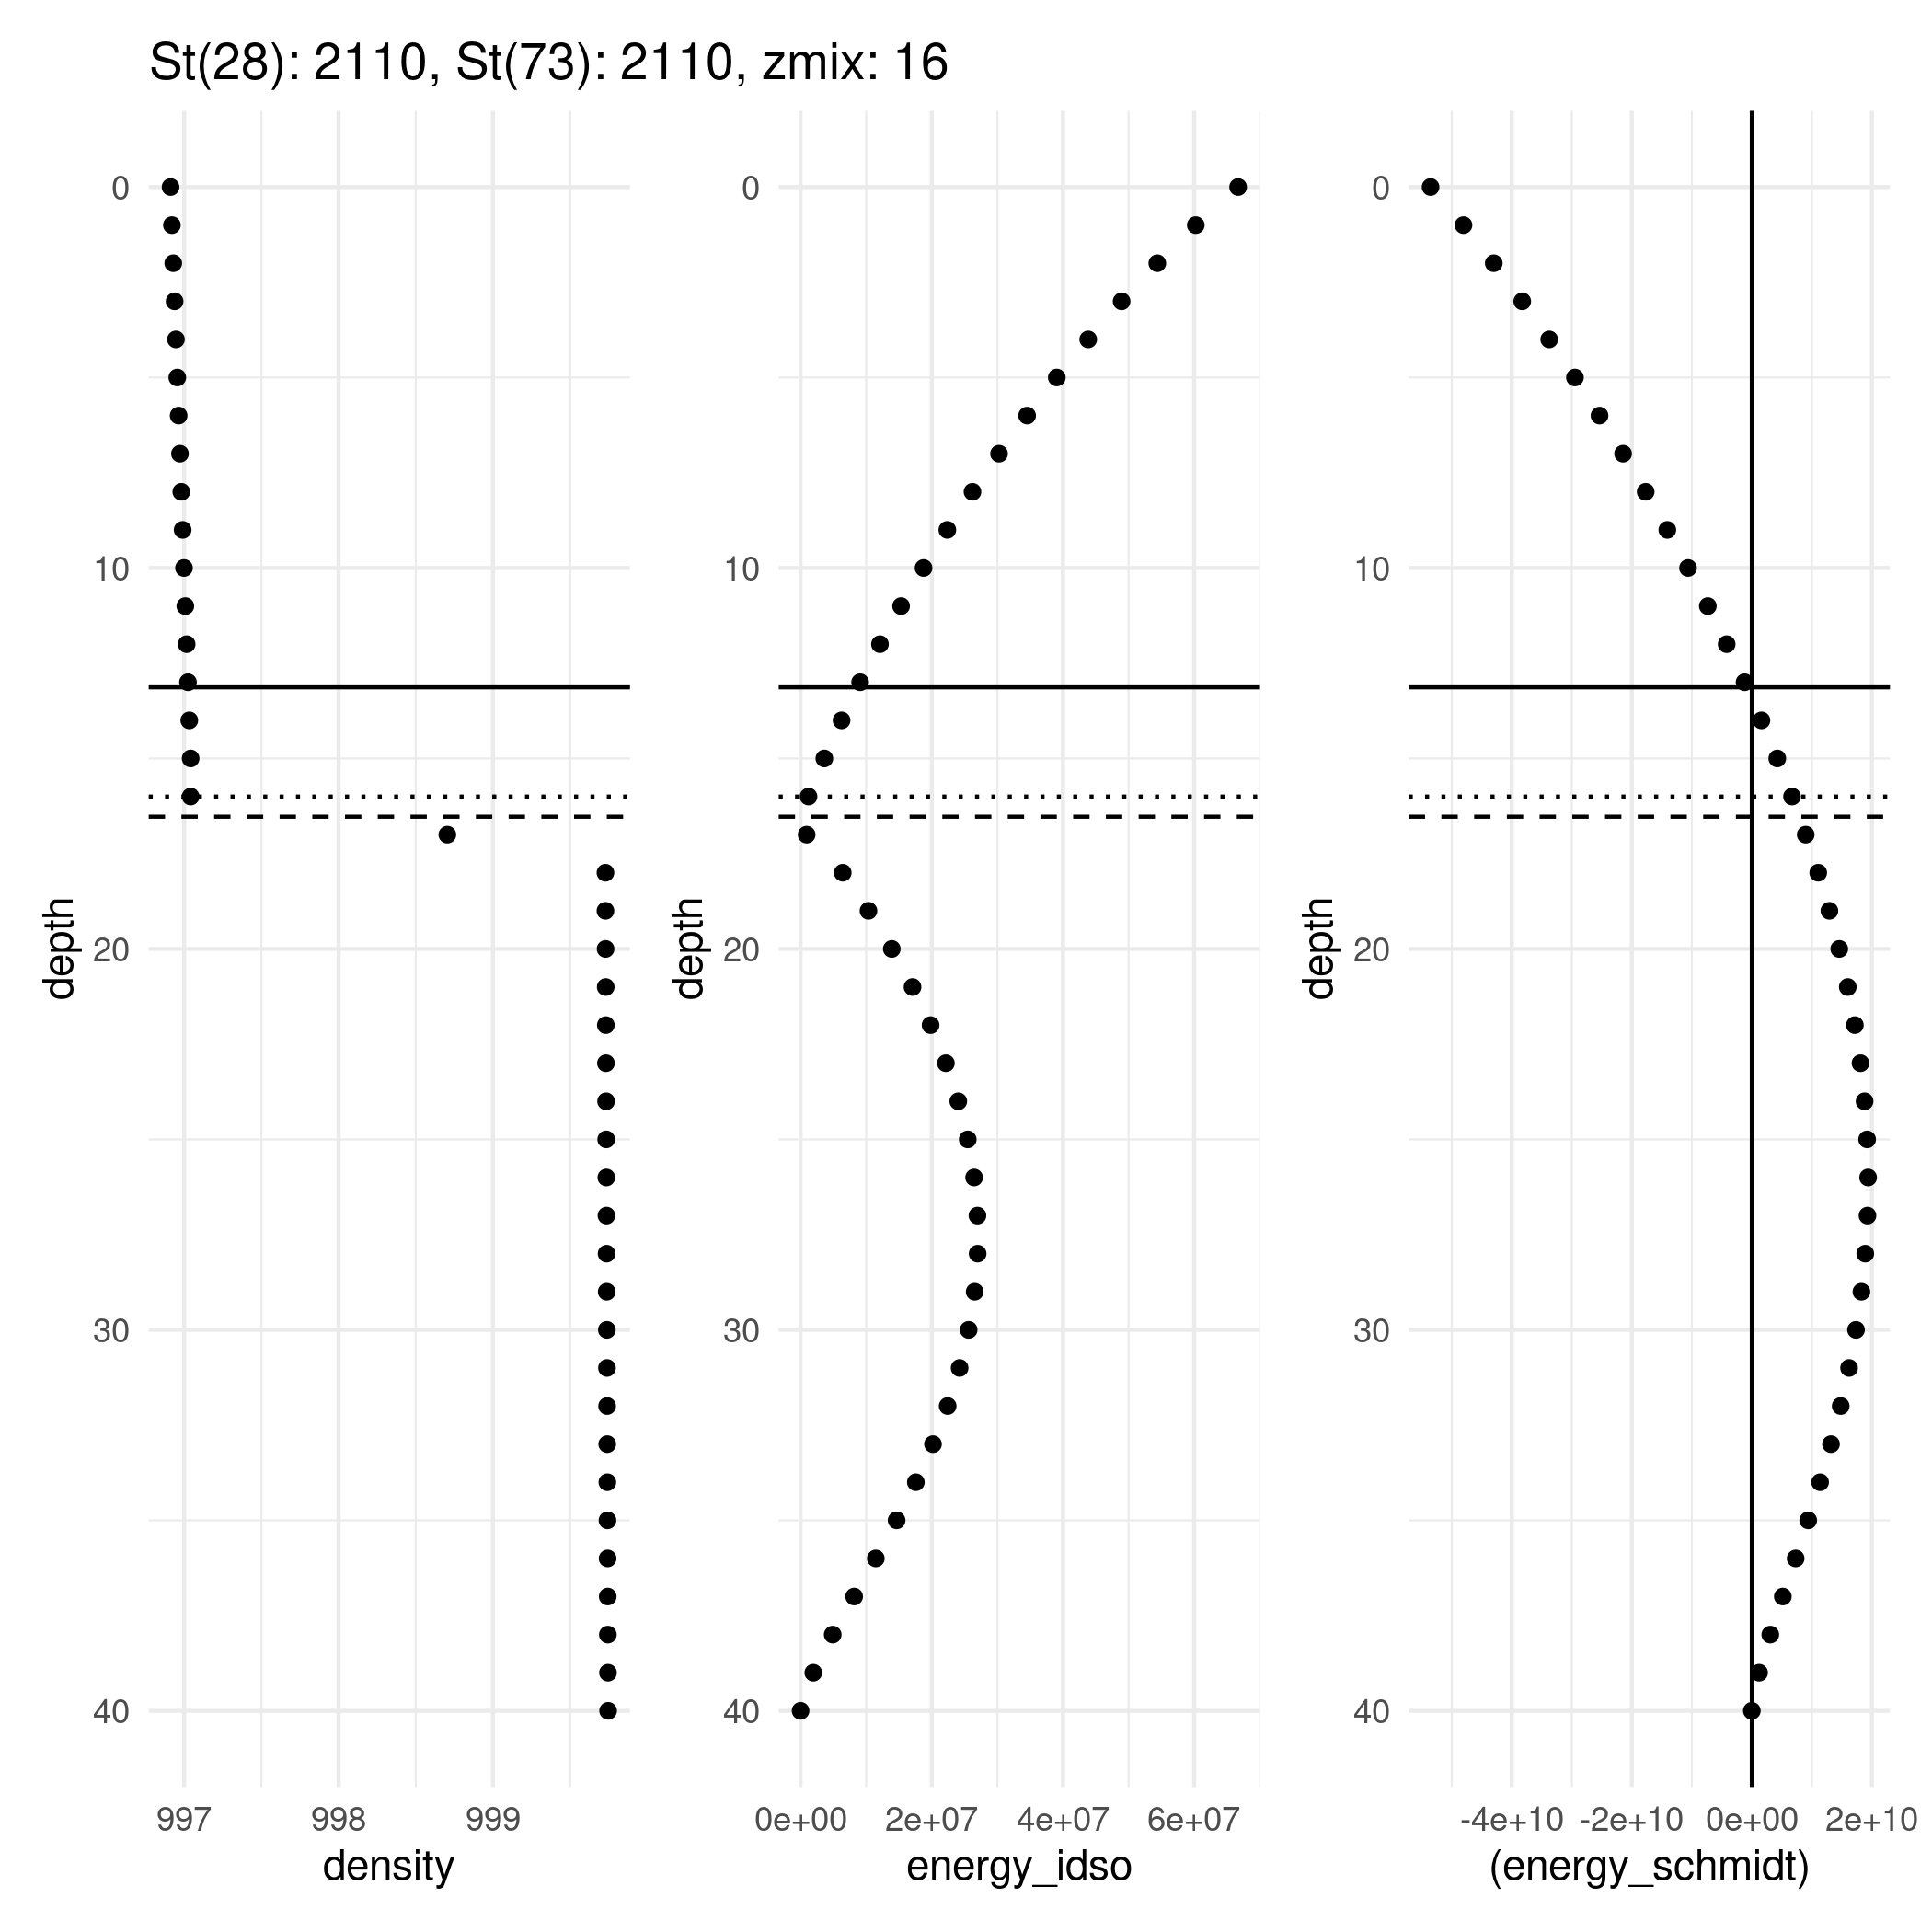 St(28): 2110, St(73): 2110, zmix: 16
depth
0
10
20
30
40
997 998 999
density
depth
0
10
20
30
40
0e+00 2e+07 4e+07 6e+07
energy_idso
depth
0
10
20
30
40
-4e+10 -2e+10 0e+00 2e+10
(energy_schmidt)